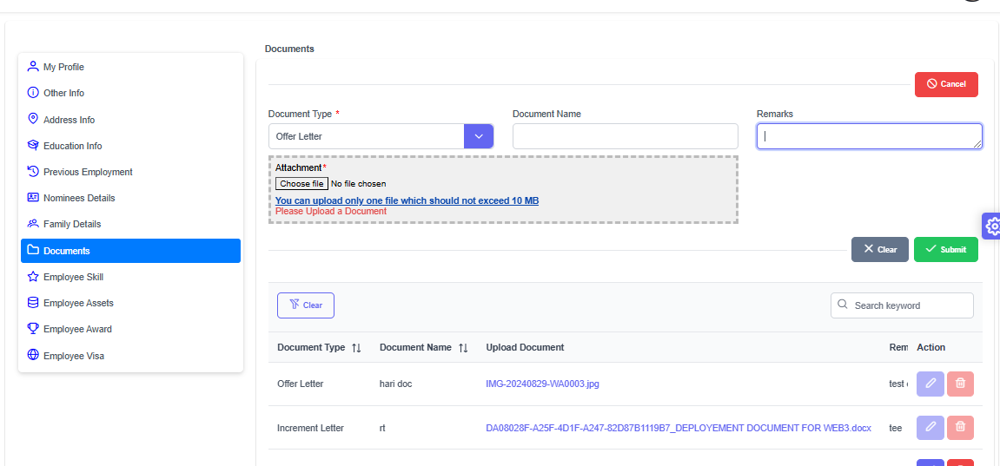 Documents
My Profile
Other Info
Address Info
Education Info
Previous Employment
Nominees Details
Family Details
Documents
Employee Skill
Employee Assets
Employee Award
Employee Visa
Cancel
Document Type *
Document Name
Remarks
Offer Letter
Attachment*
Choose file No file chosen
You can upload only one file which should not exceed 10 MB
Please Upload a Document
Clear
Submit
Clear
Search keyword
Document Type Document Name Upload Document Rem Action
Offer Letter hari doc IMG-20240829-WA0003.jpg test
Increment Letter rt DA08028F-A25F-4D1F-A247-82D87B1119B7_DEPLOYEMENT DOCUMENT FOR WEB3.docx tee